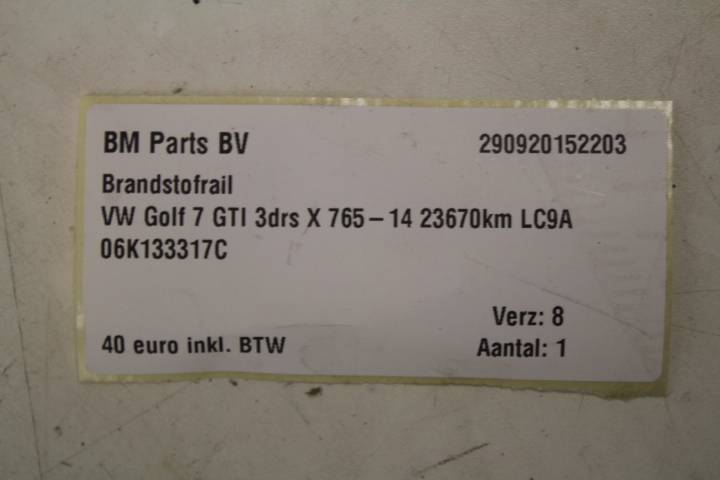 BM Parts BV 290920152203
Brandstofrail
VW Golf 7 GTI 3drs X 765-14 23670km LC9A
06K133317C
Verz: 8
40 euro inkl. BTW Aantal: 1